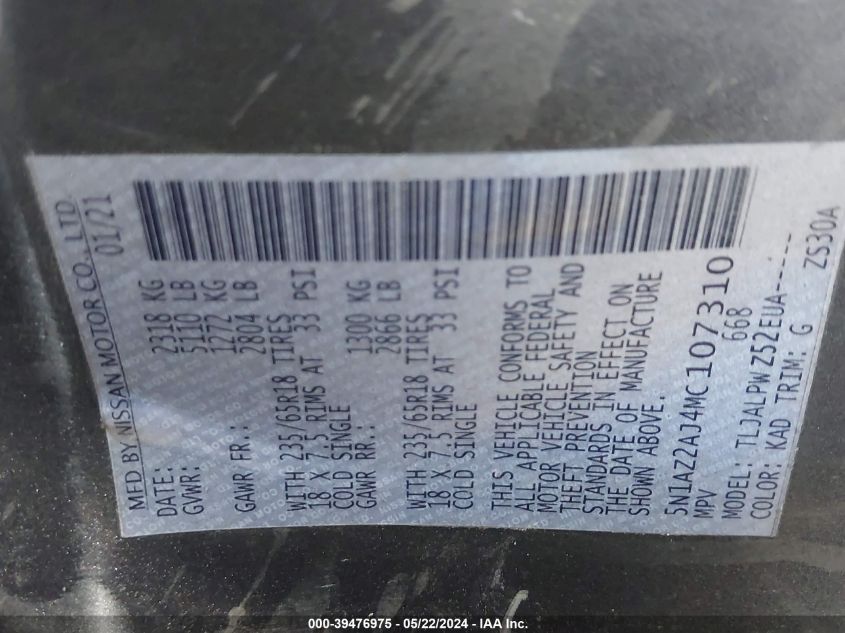 MFD BY NISSAN MOTOR CO., LTD.
DATE: 01/21
GVWR: 2318 KG
5110 LB
1272 KG
GAWR FR.: 2804 LB
WITH 235/65R18 TIRES
18 X 7.5 RIMS AT 33 PSI
COLD SINGLE
GAWR RR.: 1300 KG
2866 LB
WITH 235/65R18 TIRES
18 X 7.5 RIMS AT 33 PSI
COLD SINGLE
THIS VEHICLE CONFORMS TO
ALL APPLICABLE FEDERAL
MOTOR VEHICLE SAFETY AND
THEFT PREVENTION
STANDARDS IN EFFECT ON
THE DATE OF MANUFACTURE
SHOWN ABOVE.
5N1AZ2AJ4MC107310
MPV 668
MODEL: TLJALPWZ52EUA-----
COLOR: KAD TRIM: G ZS30A
000-39476975 - 05/22/2024 - IAA Inc.